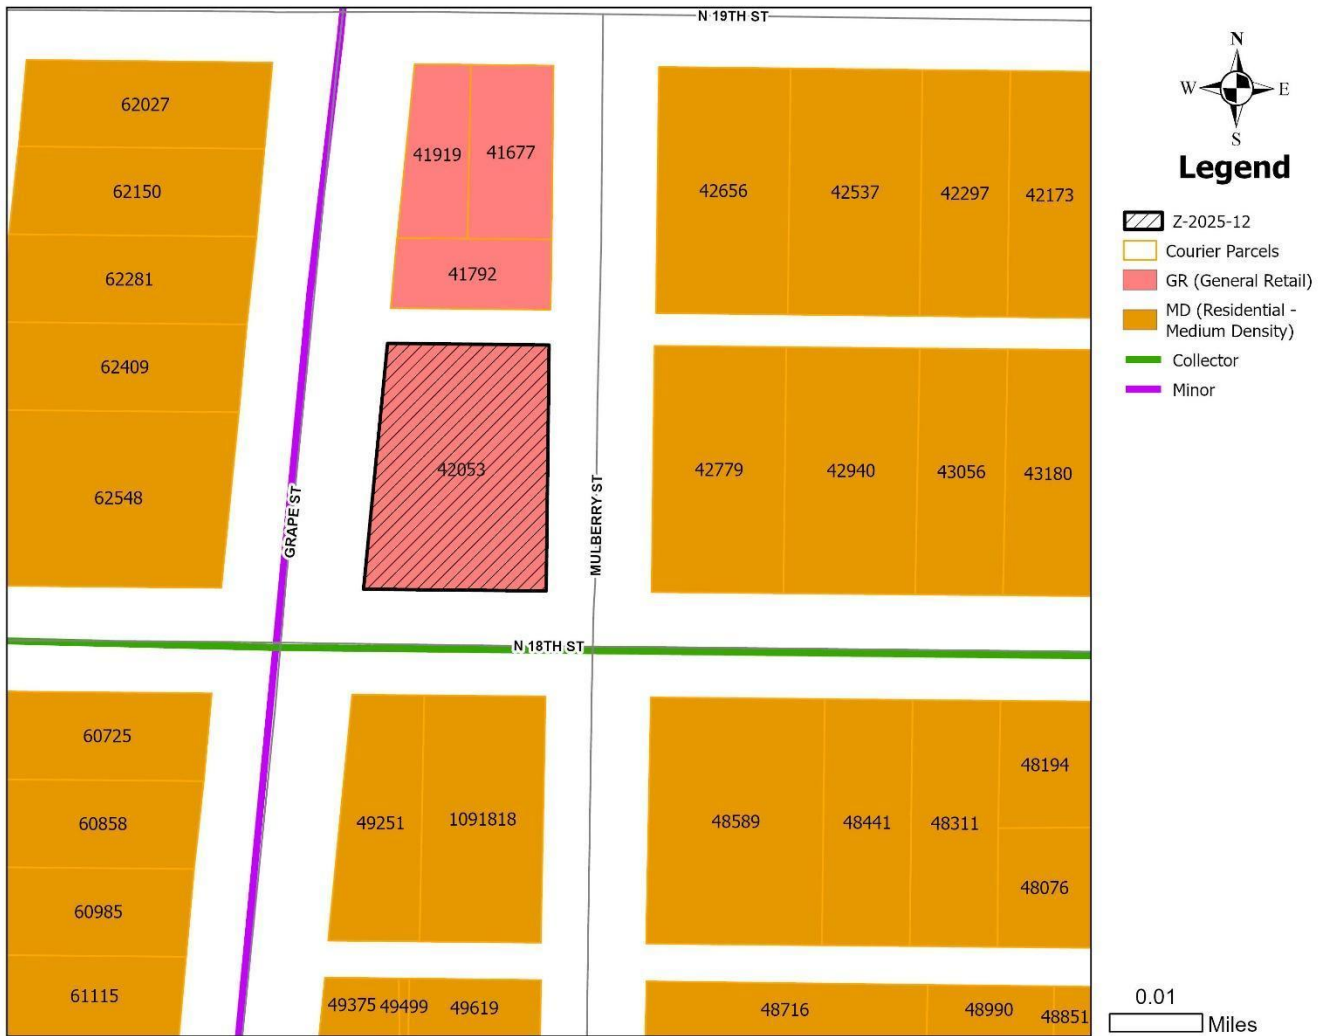 N 19TH ST
62027
41919
41677
42656
42537
42297
42173
62150
62281
41792
62409
42053
42779
42940
43056
43180
62548
GRAPE ST
MULBERRY ST
N 18TH ST
60725
49251
1091818
48589
48441
48311
48194
60858
48076
60985
61115
49375
49499
49619
48716
48990
48851
N
W
E
S
Legend
Z-2025-12
Courier Parcels
GR (General Retail)
MD (Residential -
Medium Density)
Collector
Minor
0.01
Miles